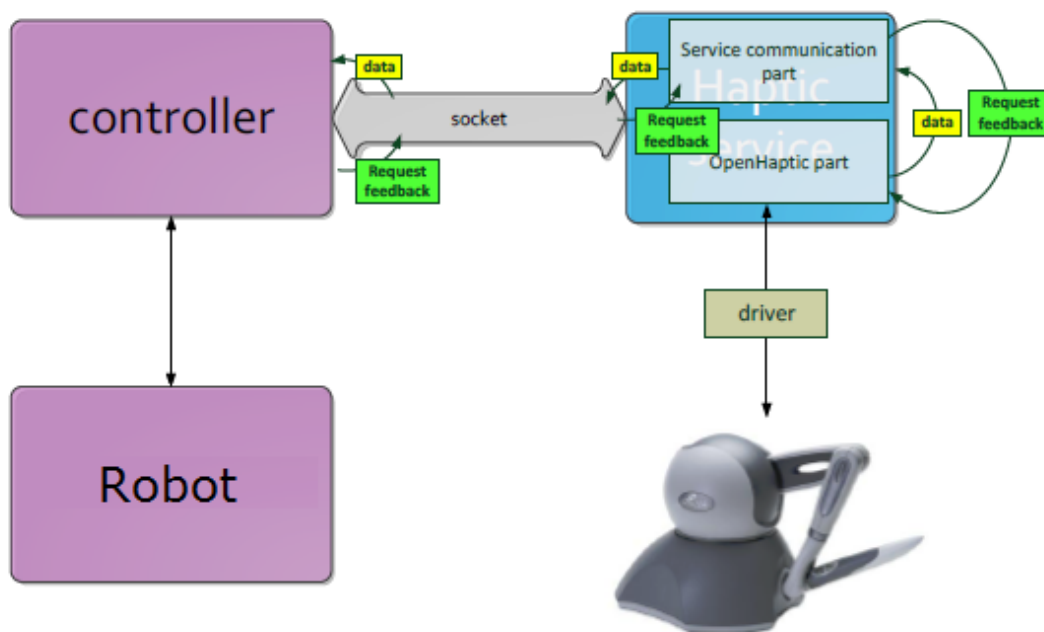 controller
data
socket
Request
feedback
data
Request
feedback
Service communication
part
Haptic
service
OpenHaptic part
data
Request
feedback
driver
Robot